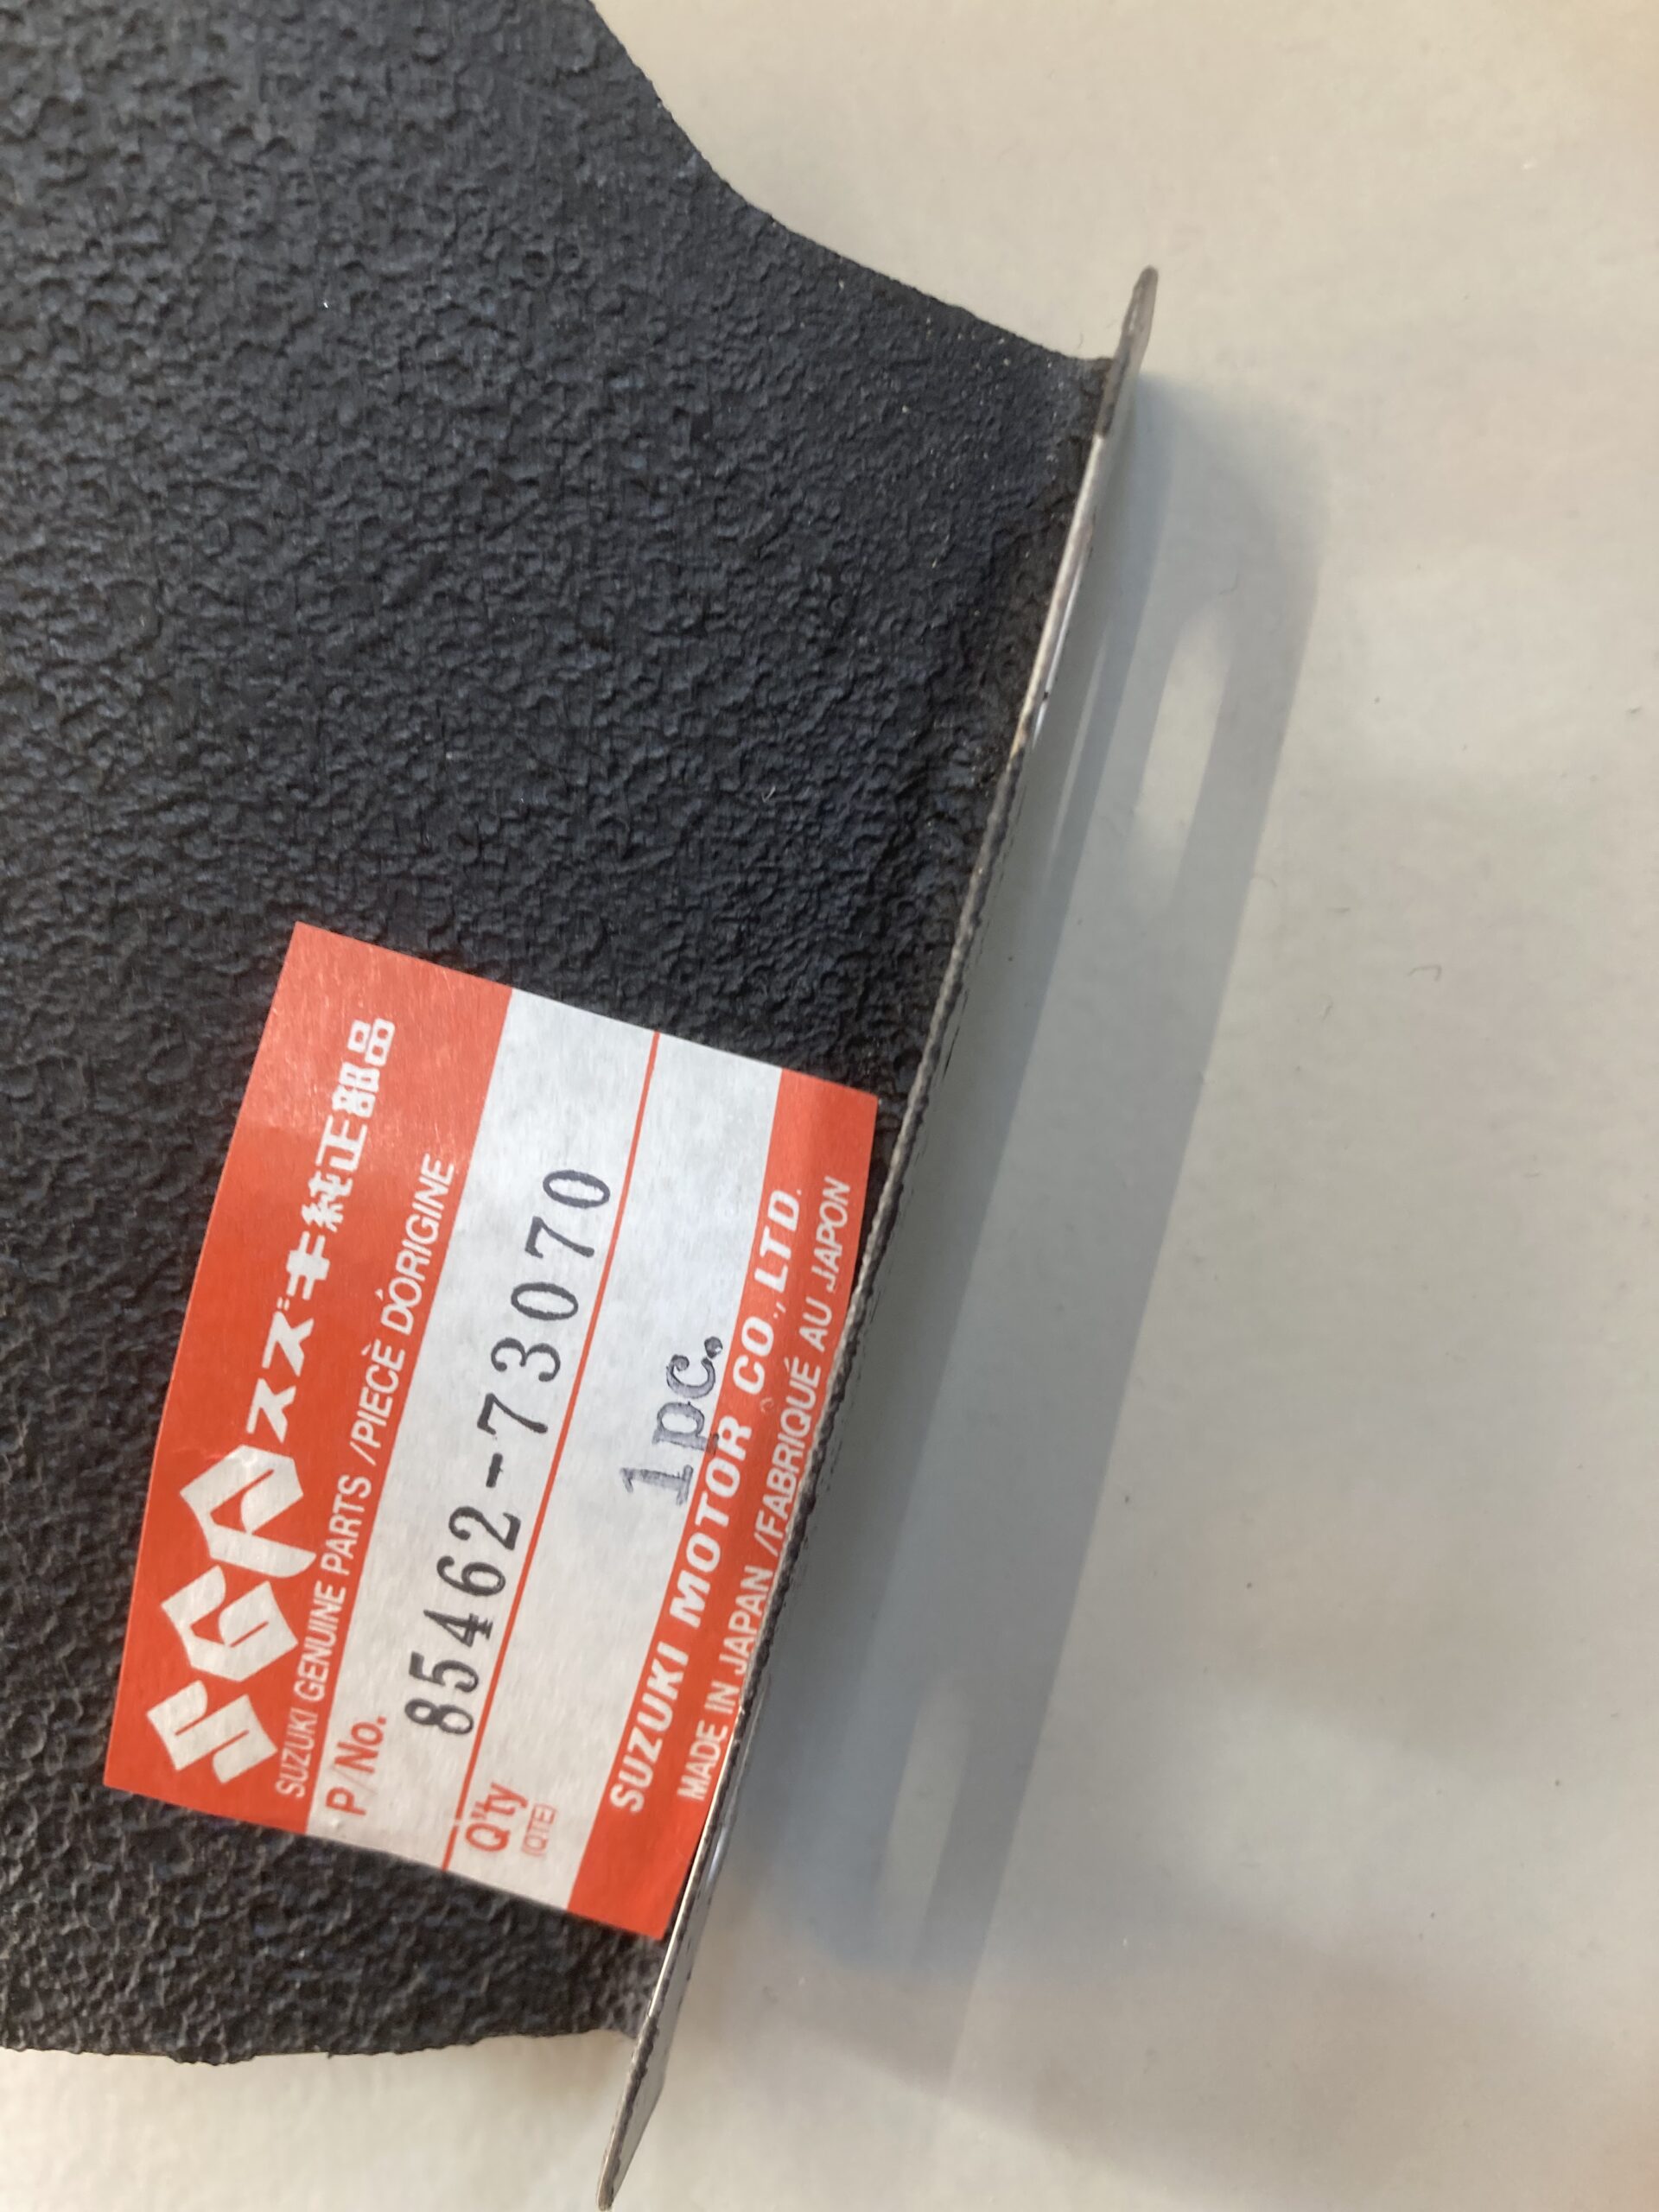 SGP スズキ純正部品
SUZUKI GENUINE PARTS /PIECÈ D'ORIGINE
P/No.
85462-73070
Q'ty
(QTE)
1pc.
SUZUKI MOTOR CO.,LTD.
MADE IN JAPAN /FABRIQUÉ AU JAPON